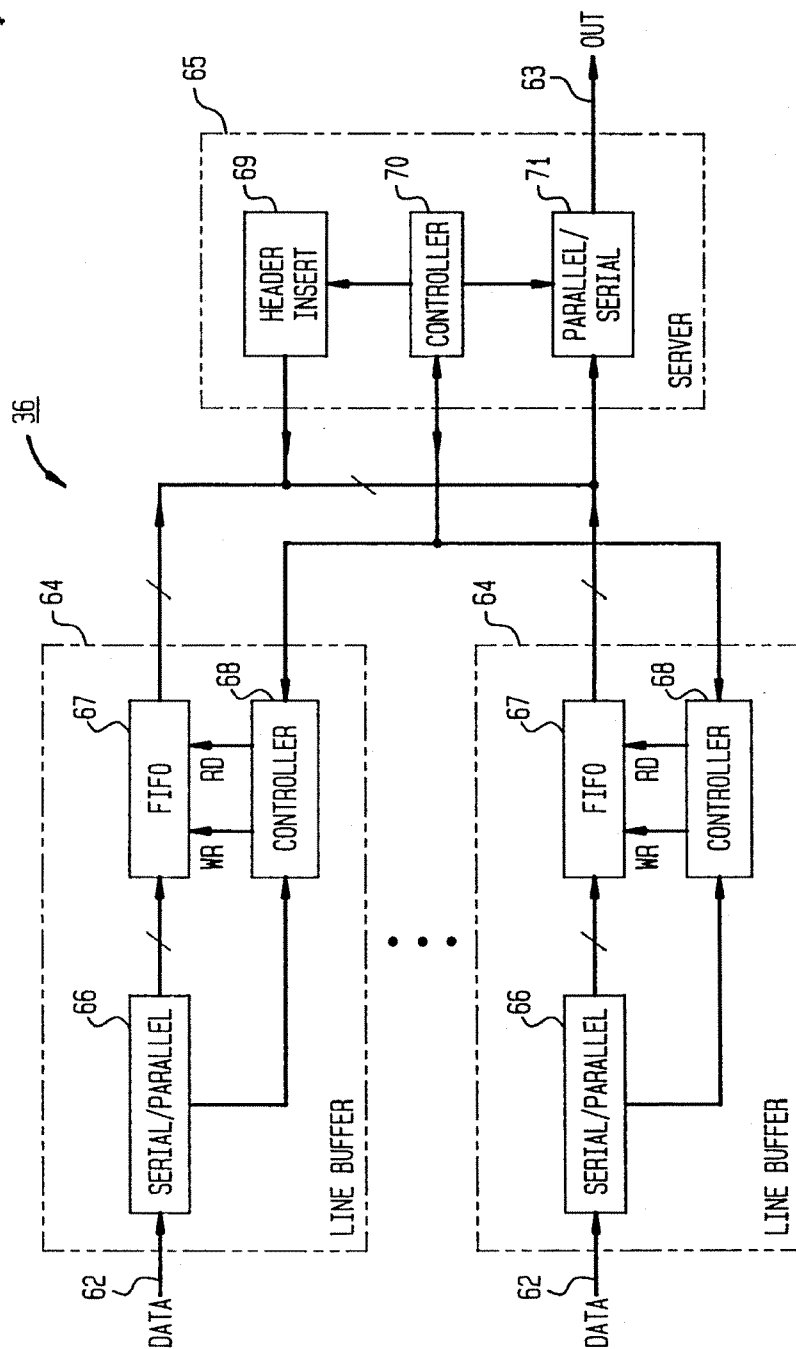 36
DATA
62
SERIAL/PARALLEL
66
FIFO
67
WR
RD
CONTROLLER
68
LINE BUFFER
64
DATA
62
SERIAL/PARALLEL
66
FIFO
67
WR
RD
CONTROLLER
68
LINE BUFFER
64
HEADER
INSERT
69
CONTROLLER
70
PARALLEL/
SERIAL
71
SERVER
65
63
OUT